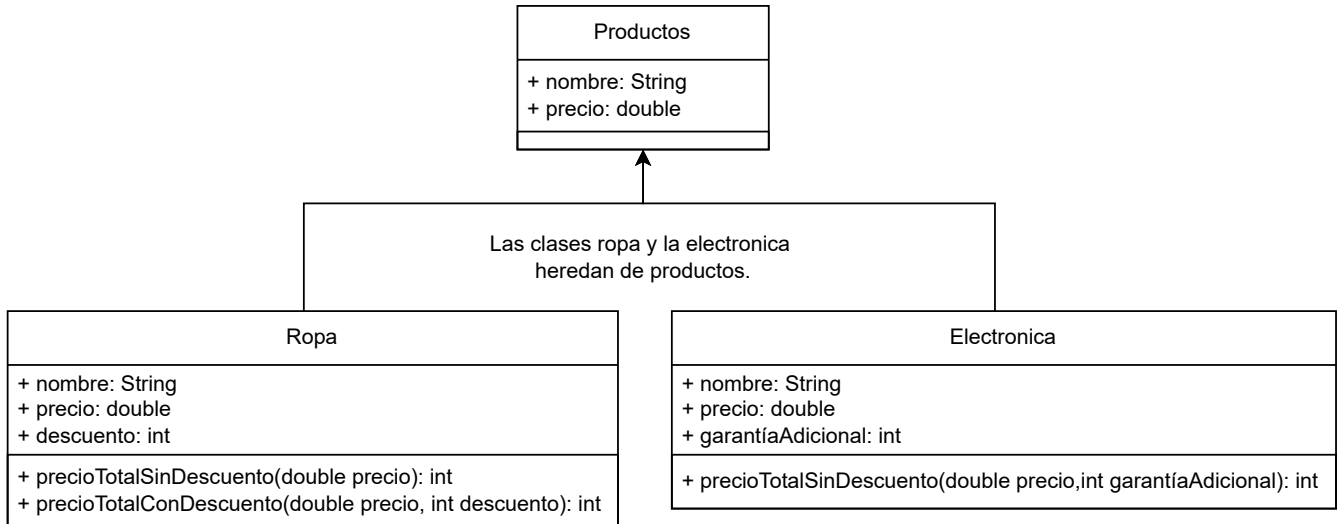 Productos
+ nombre: String
+ precio: double
Las clases ropa y la electronica
heredan de productos.
Ropa
+ nombre: String
+ precio: double
+ descuento: int
+ precioTotalSinDescuento(double precio): int
+ precioTotalConDescuento(double precio, int descuento): int
Electronica
+ nombre: String
+ precio: double
+ garantíaAdicional: int
+ precioTotalSinDescuento(double precio,int garantíaAdicional): int